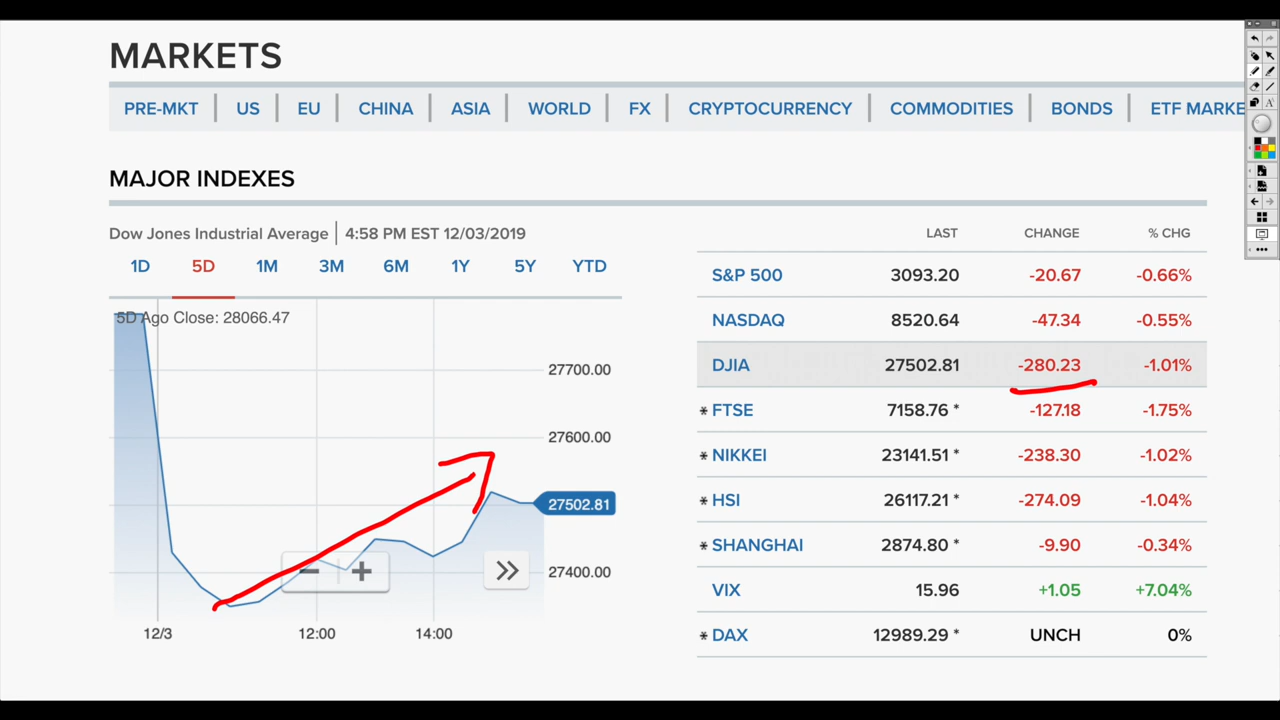 MARKETS
PRE-MKT US EU CHINA ASIA WORLD FX CRYPTOCURRENCY COMMODITIES BONDS ETF MARKE
MAJOR INDEXES
Dow Jones Industrial Average 4:58 PM EST 12/03/2019
1D 5D 1M 3M 6M 1Y 5Y YTD
5D Ago Close: 28066.47
27700.00
27600.00
27502.81
27400.00
12/3 12:00 14:00
LAST CHANGE % CHG
S&P 500 3093.20 -20.67 -0.66%
NASDAQ 8520.64 -47.34 -0.55%
DJIA 27502.81 -280.23 -1.01%
* FTSE 7158.76 * -127.18 -1.75%
* NIKKEI 23141.51 * -238.30 -1.02%
* HSI 26117.21 * -274.09 -1.04%
* SHANGHAI 2874.80 * -9.90 -0.34%
VIX 15.96 +1.05 +7.04%
* DAX 12989.29 * UNCH 0%